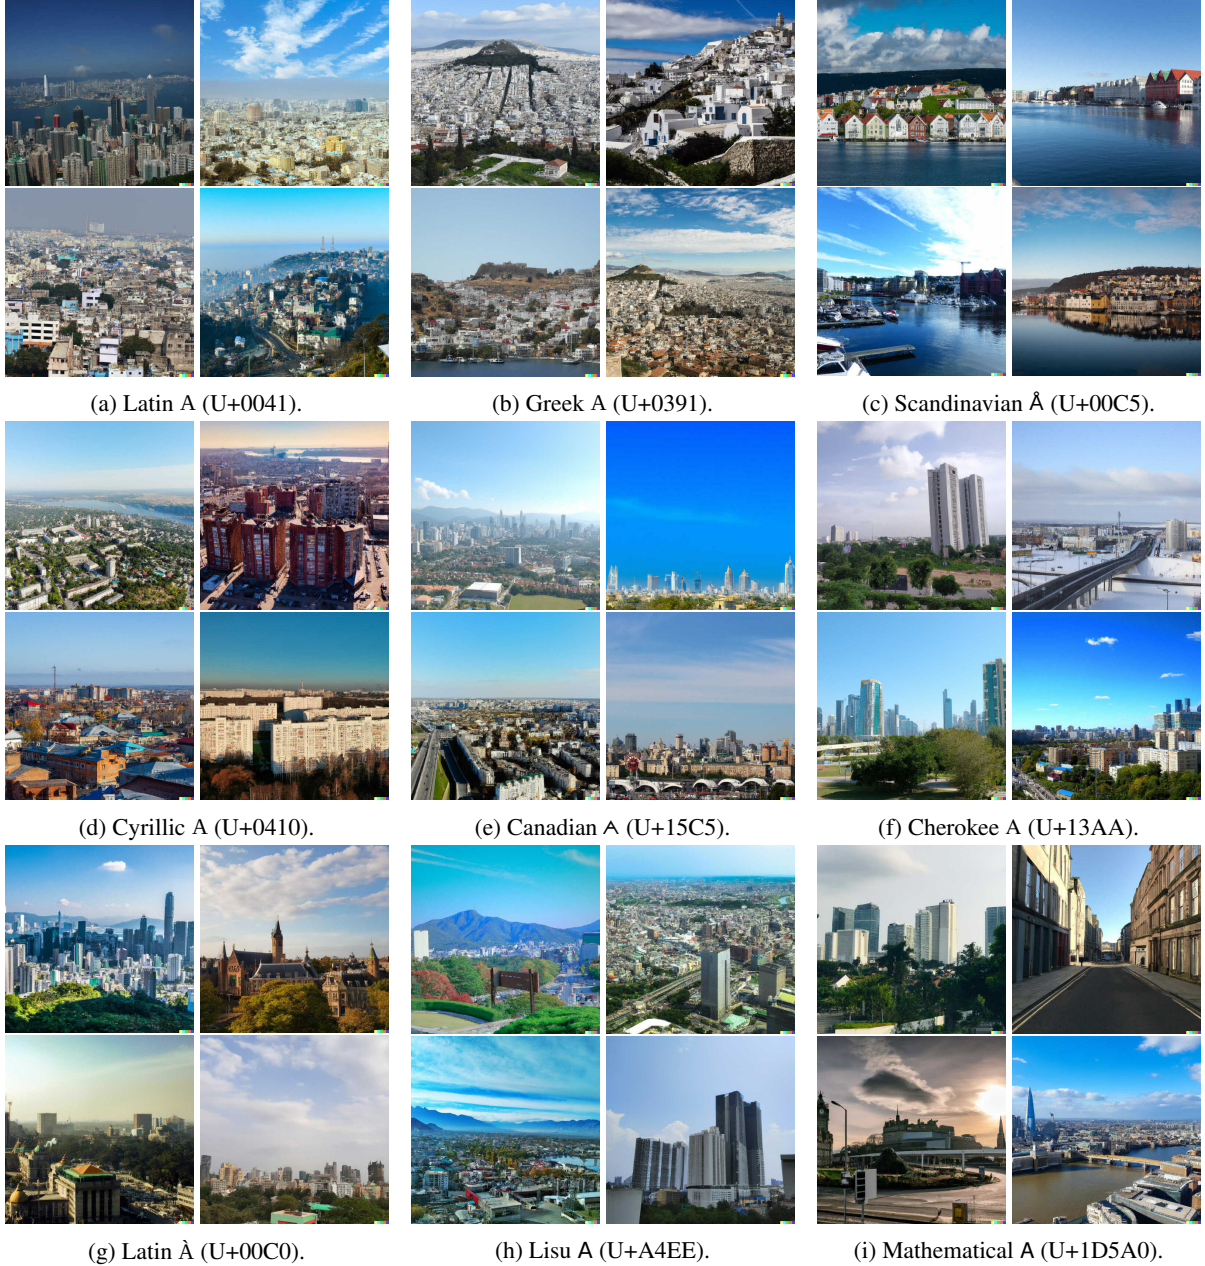 (a) Latin A (U+0041).
(b) Greek Α (U+0391).
(c) Scandinavian Å (U+00C5).
(d) Cyrillic А (U+0410).
(e) Canadian ᗅ (U+15C5).
(f) Cherokee Ꭺ (U+13AA).
(g) Latin À (U+00C0).
(h) Lisu ꓮ (U+A4EE).
(i) Mathematical 𝖠 (U+1D5A0).